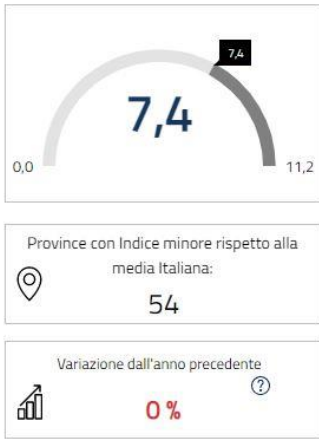 7,4
7,4
0,0
11,2
Province con Indice minore rispetto alla
media Italiana:
54
Variazione dall'anno precedente
?
0 %